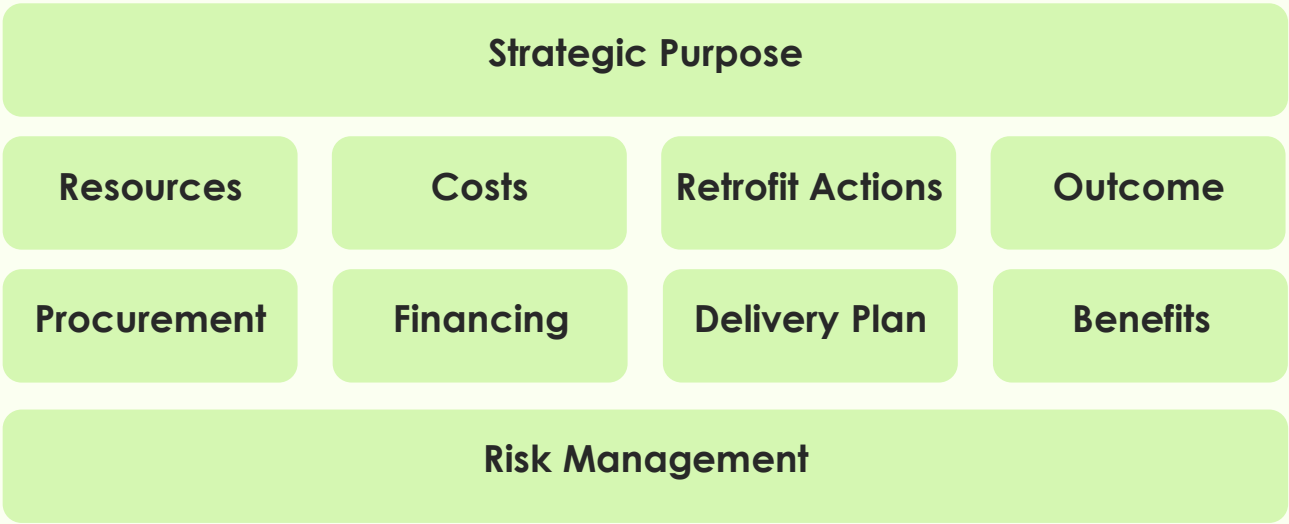 Strategic Purpose
Resources
Costs
Retrofit Actions
Outcome
Procurement
Financing
Delivery Plan
Benefits
Risk Management